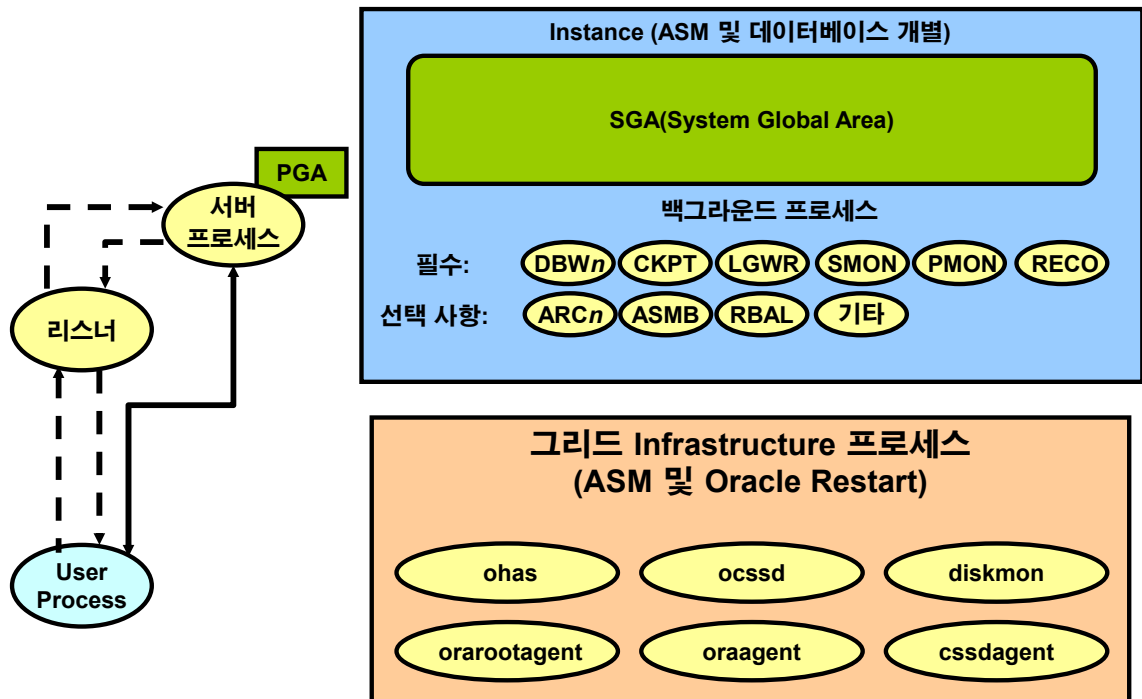 Instance (ASM 및 데이터베이스 개별)
SGA(System Global Area)
PGA
서버
프로세스
백그라운드 프로세스
필수:
DBWn
CKPT
LGWR
SMON
PMON
RECO
선택 사항:
ARCn
ASMB
RBAL
기타
리스너
User
Process
그리드 Infrastructure 프로세스
(ASM 및 Oracle Restart)
ohas
ocssd
diskmon
orarootagent
oraagent
cssdagent